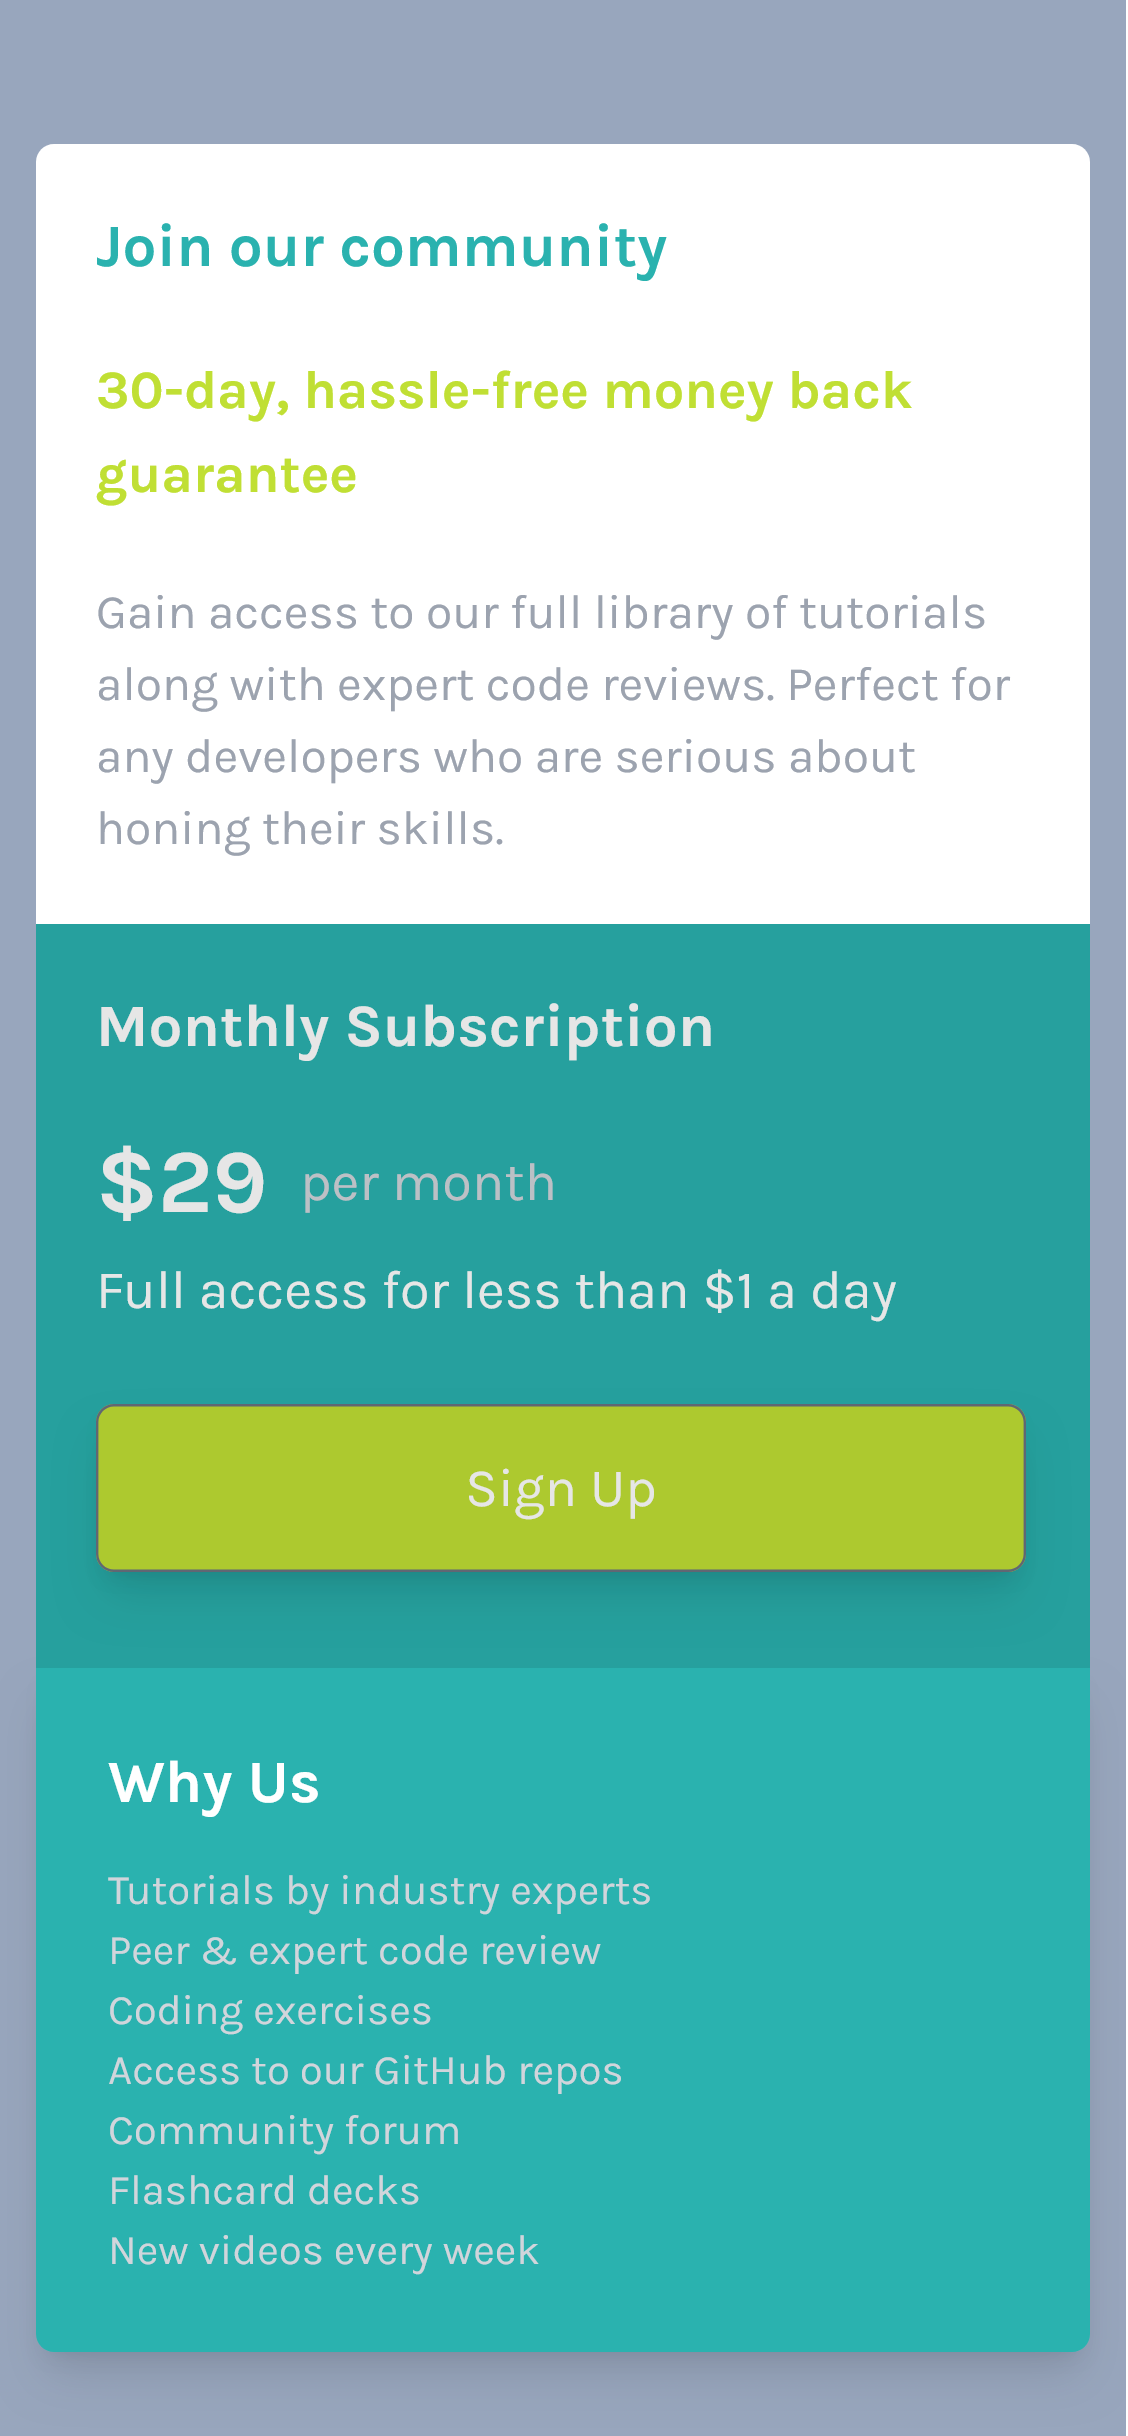 Join our community
30-day, hassle-free money back
guarantee
Gain access to our full library of tutorials
along with expert code reviews. Perfect for
any developers who are serious about
honing their skills.
Monthly Subscription
$29 per month
Full access for less than $1 a day
Sign Up
Why Us
Tutorials by industry experts
Peer & expert code review
Coding exercises
Access to our GitHub repos
Community forum
Flashcard decks
New videos every week